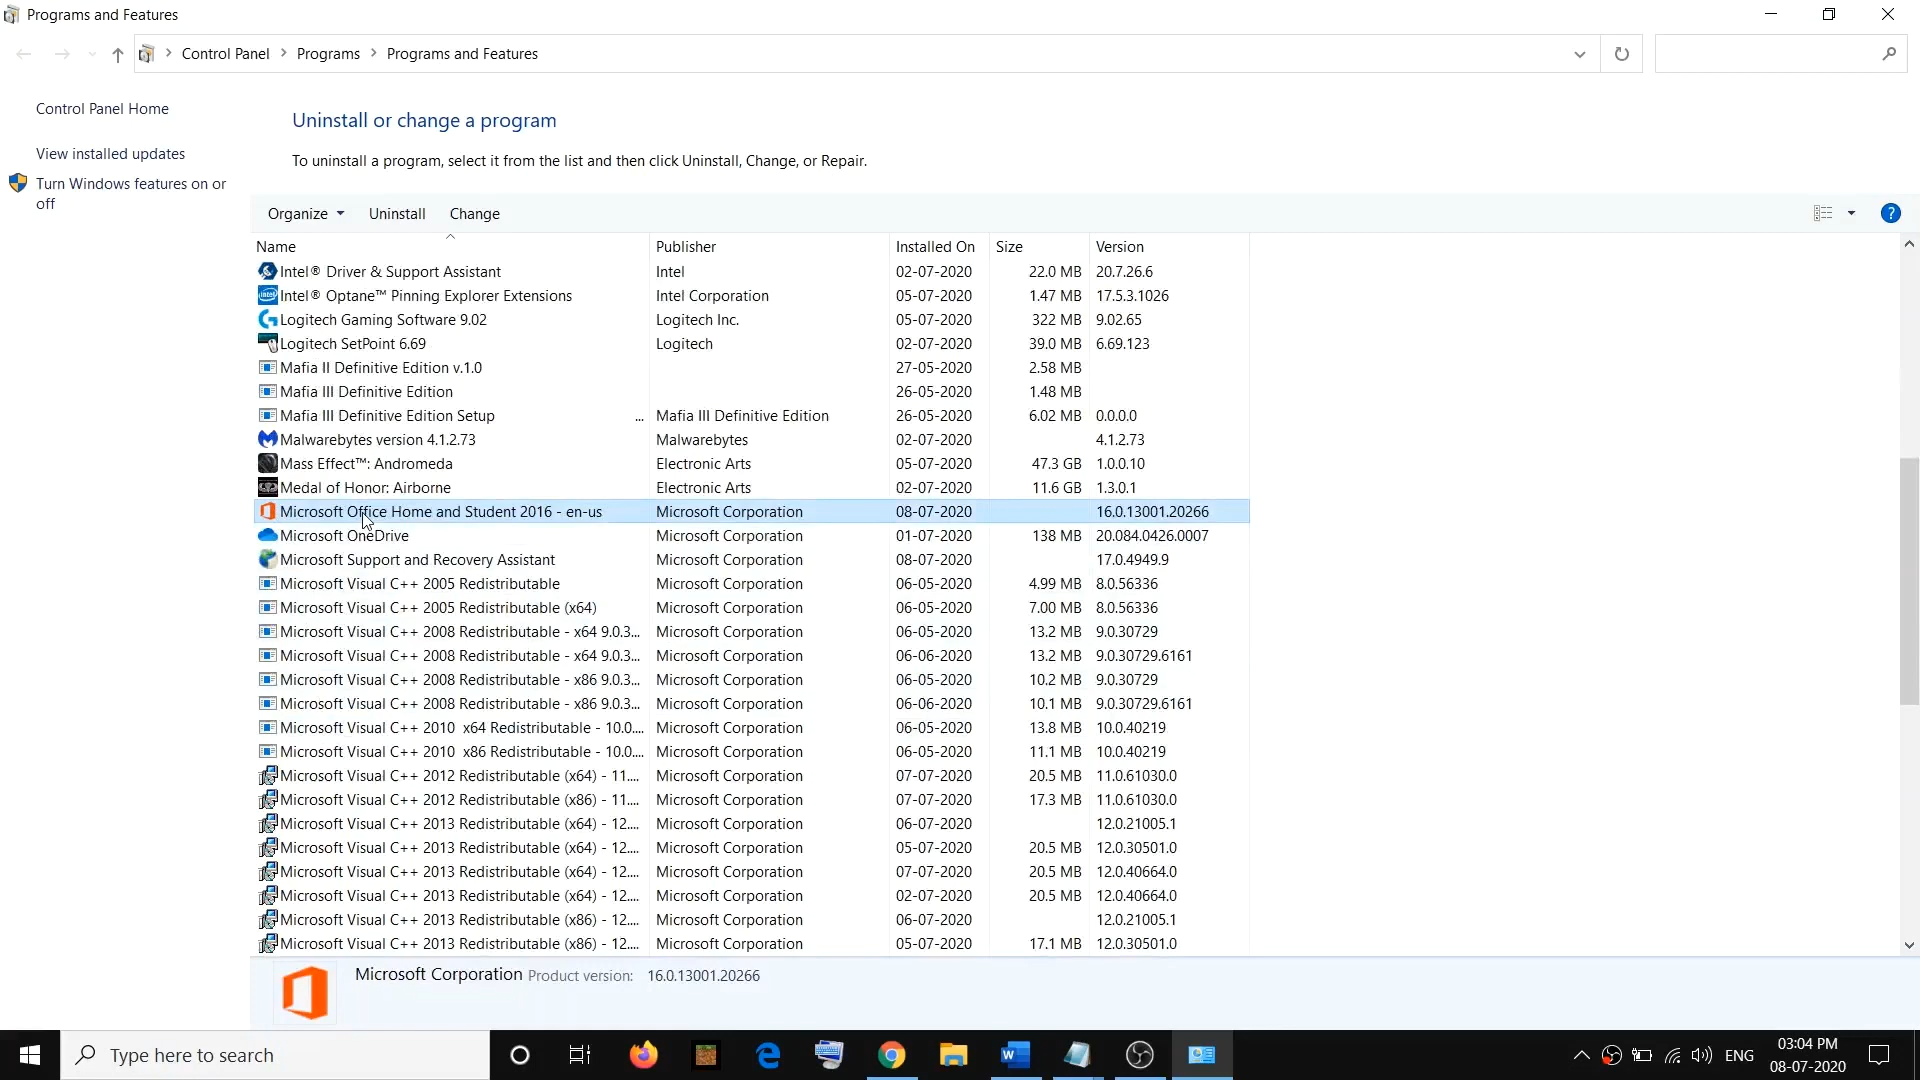 Programs and Features
Control Panel > Programs > Programs and Features
Control Panel Home
View installed updates
Turn Windows features on or
off
Uninstall or change a program
To uninstall a program, select it from the list and then click Uninstall, Change, or Repair.
Organize Uninstall Change
Name Publisher Installed On Size Version
Intel® Driver & Support Assistant Intel 02-07-2020 22.0 MB 20.7.26.6
Intel® Optane™ Pinning Explorer Extensions Intel Corporation 05-07-2020 1.47 MB 17.5.3.1026
Logitech Gaming Software 9.02 Logitech Inc. 05-07-2020 322 MB 9.02.65
Logitech SetPoint 6.69 Logitech 02-07-2020 39.0 MB 6.69.123
Mafia II Definitive Edition v.1.0 27-05-2020 2.58 MB
Mafia III Definitive Edition 26-05-2020 1.48 MB
Mafia III Definitive Edition Setup ... Mafia III Definitive Edition 26-05-2020 6.02 MB 0.0.0.0
Malwarebytes version 4.1.2.73 Malwarebytes 02-07-2020 4.1.2.73
Mass Effect™: Andromeda Electronic Arts 05-07-2020 47.3 GB 1.0.0.10
Medal of Honor: Airborne Electronic Arts 02-07-2020 11.6 GB 1.3.0.1
Microsoft Office Home and Student 2016 - en-us Microsoft Corporation 08-07-2020 16.0.13001.20266
Microsoft OneDrive Microsoft Corporation 01-07-2020 138 MB 20.084.0426.0007
Microsoft Support and Recovery Assistant Microsoft Corporation 08-07-2020 17.0.4949.9
Microsoft Visual C++ 2005 Redistributable Microsoft Corporation 06-05-2020 4.99 MB 8.0.56336
Microsoft Visual C++ 2005 Redistributable (x64) Microsoft Corporation 06-05-2020 7.00 MB 8.0.56336
Microsoft Visual C++ 2008 Redistributable - x64 9.0.3... Microsoft Corporation 06-05-2020 13.2 MB 9.0.30729
Microsoft Visual C++ 2008 Redistributable - x64 9.0.3... Microsoft Corporation 06-06-2020 13.2 MB 9.0.30729.6161
Microsoft Visual C++ 2008 Redistributable - x86 9.0.3... Microsoft Corporation 06-05-2020 10.2 MB 9.0.30729
Microsoft Visual C++ 2008 Redistributable - x86 9.0.3... Microsoft Corporation 06-06-2020 10.1 MB 9.0.30729.6161
Microsoft Visual C++ 2010 x64 Redistributable - 10.0.... Microsoft Corporation 06-05-2020 13.8 MB 10.0.40219
Microsoft Visual C++ 2010 x86 Redistributable - 10.0.... Microsoft Corporation 06-05-2020 11.1 MB 10.0.40219
Microsoft Visual C++ 2012 Redistributable (x64) - 11.... Microsoft Corporation 07-07-2020 20.5 MB 11.0.61030.0
Microsoft Visual C++ 2012 Redistributable (x86) - 11.... Microsoft Corporation 07-07-2020 17.3 MB 11.0.61030.0
Microsoft Visual C++ 2013 Redistributable (x64) - 12.... Microsoft Corporation 06-07-2020 12.0.21005.1
Microsoft Visual C++ 2013 Redistributable (x64) - 12.... Microsoft Corporation 05-07-2020 20.5 MB 12.0.30501.0
Microsoft Visual C++ 2013 Redistributable (x64) - 12.... Microsoft Corporation 07-07-2020 20.5 MB 12.0.40664.0
Microsoft Visual C++ 2013 Redistributable (x64) - 12.... Microsoft Corporation 02-07-2020 20.5 MB 12.0.40664.0
Microsoft Visual C++ 2013 Redistributable (x86) - 12.... Microsoft Corporation 06-07-2020 12.0.21005.1
Microsoft Visual C++ 2013 Redistributable (x86) - 12.... Microsoft Corporation 05-07-2020 17.1 MB 12.0.30501.0
Microsoft Corporation Product version: 16.0.13001.20266
Type here to search
ENG
03:04 PM
08-07-2020